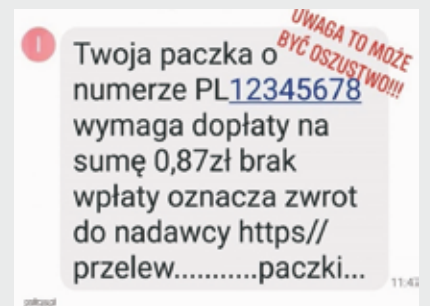 UWAGA TO MOŻE
BYĆ OSZUSTWO!!!
Twoja paczka o
numerze PL12345678
wymaga dopłaty na
sumę 0,87zł brak
wpłaty oznacza zwrot
do nadawcy https//
przelew...........paczki...
11:47